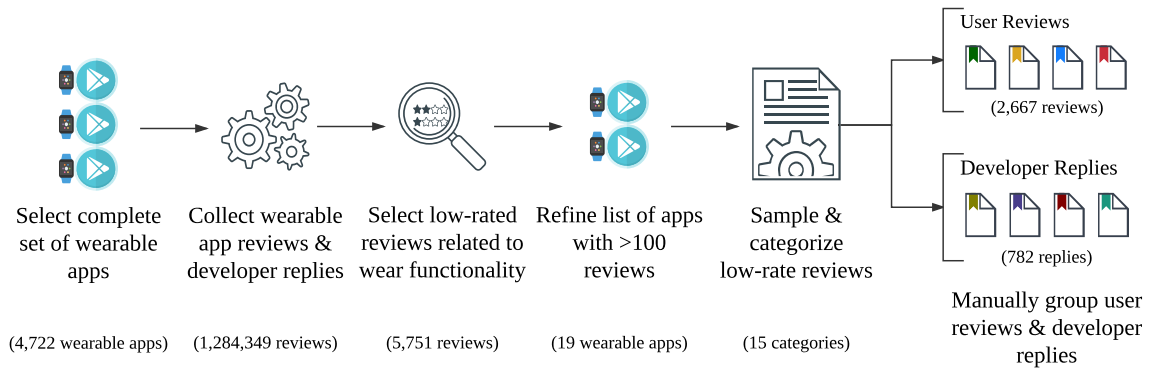 Select complete
set of wearable
apps
(4,722 wearable apps)
Collect wearable
app reviews &
developer replies
(1,284,349 reviews)
Select low-rated
reviews related to
wear functionality
(5,751 reviews)
Refine list of apps
with >100
reviews
(19 wearable apps)
Sample &
categorize
low-rate reviews
(15 categories)
User Reviews
(2,667 reviews)
Developer Replies
(782 replies)
Manually group user
reviews & developer
replies